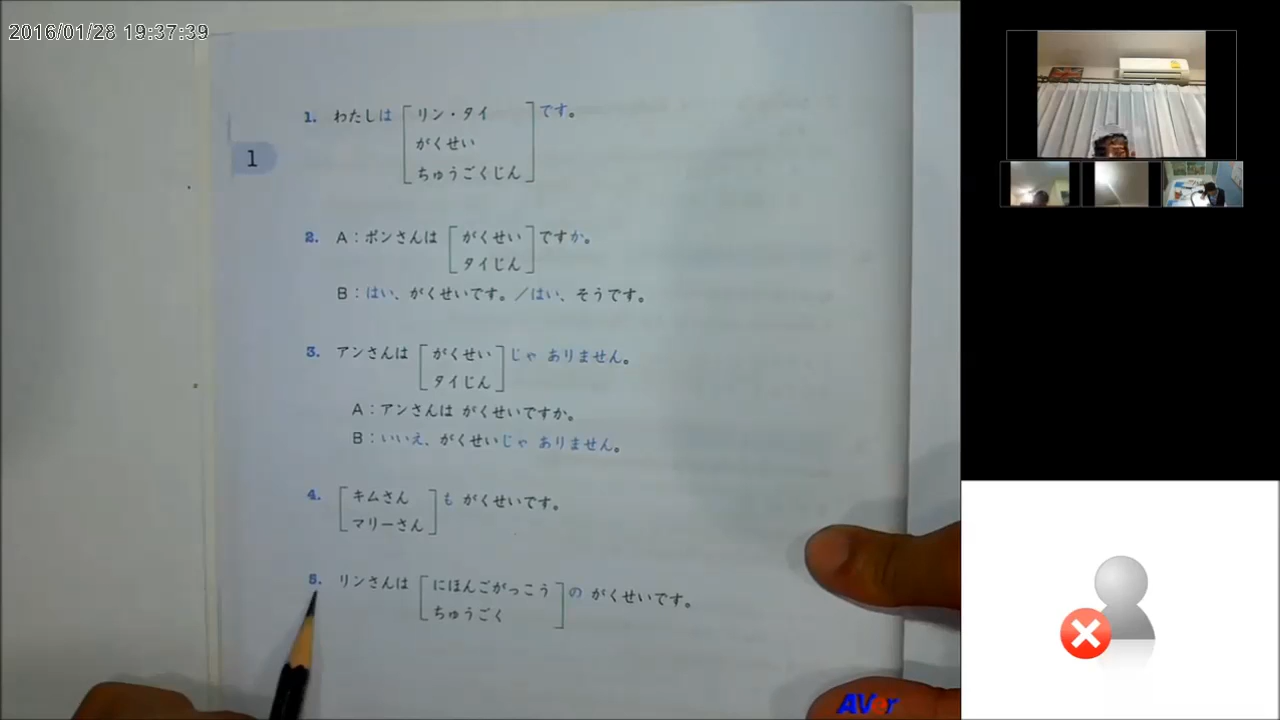 2016/01/28 19:37:39
1
1. わたしは [ リン・タイ ] です。
がくせい
ちゅうごくじん
2. A：ポンさんは [ がくせい ] ですか。
タイじん
B：はい、がくせいです。／はい、そうです。
3. アンさんは [ がくせい ] じゃ ありません。
タイじん
A：アンさんは がくせいですか。
B：いいえ、がくせいじゃ ありません。
4. [ キムさん ] も がくせいです。
マリーさん
5. リンさんは [ にほんごがっこう ] の がくせいです。
ちゅうごく
AVer